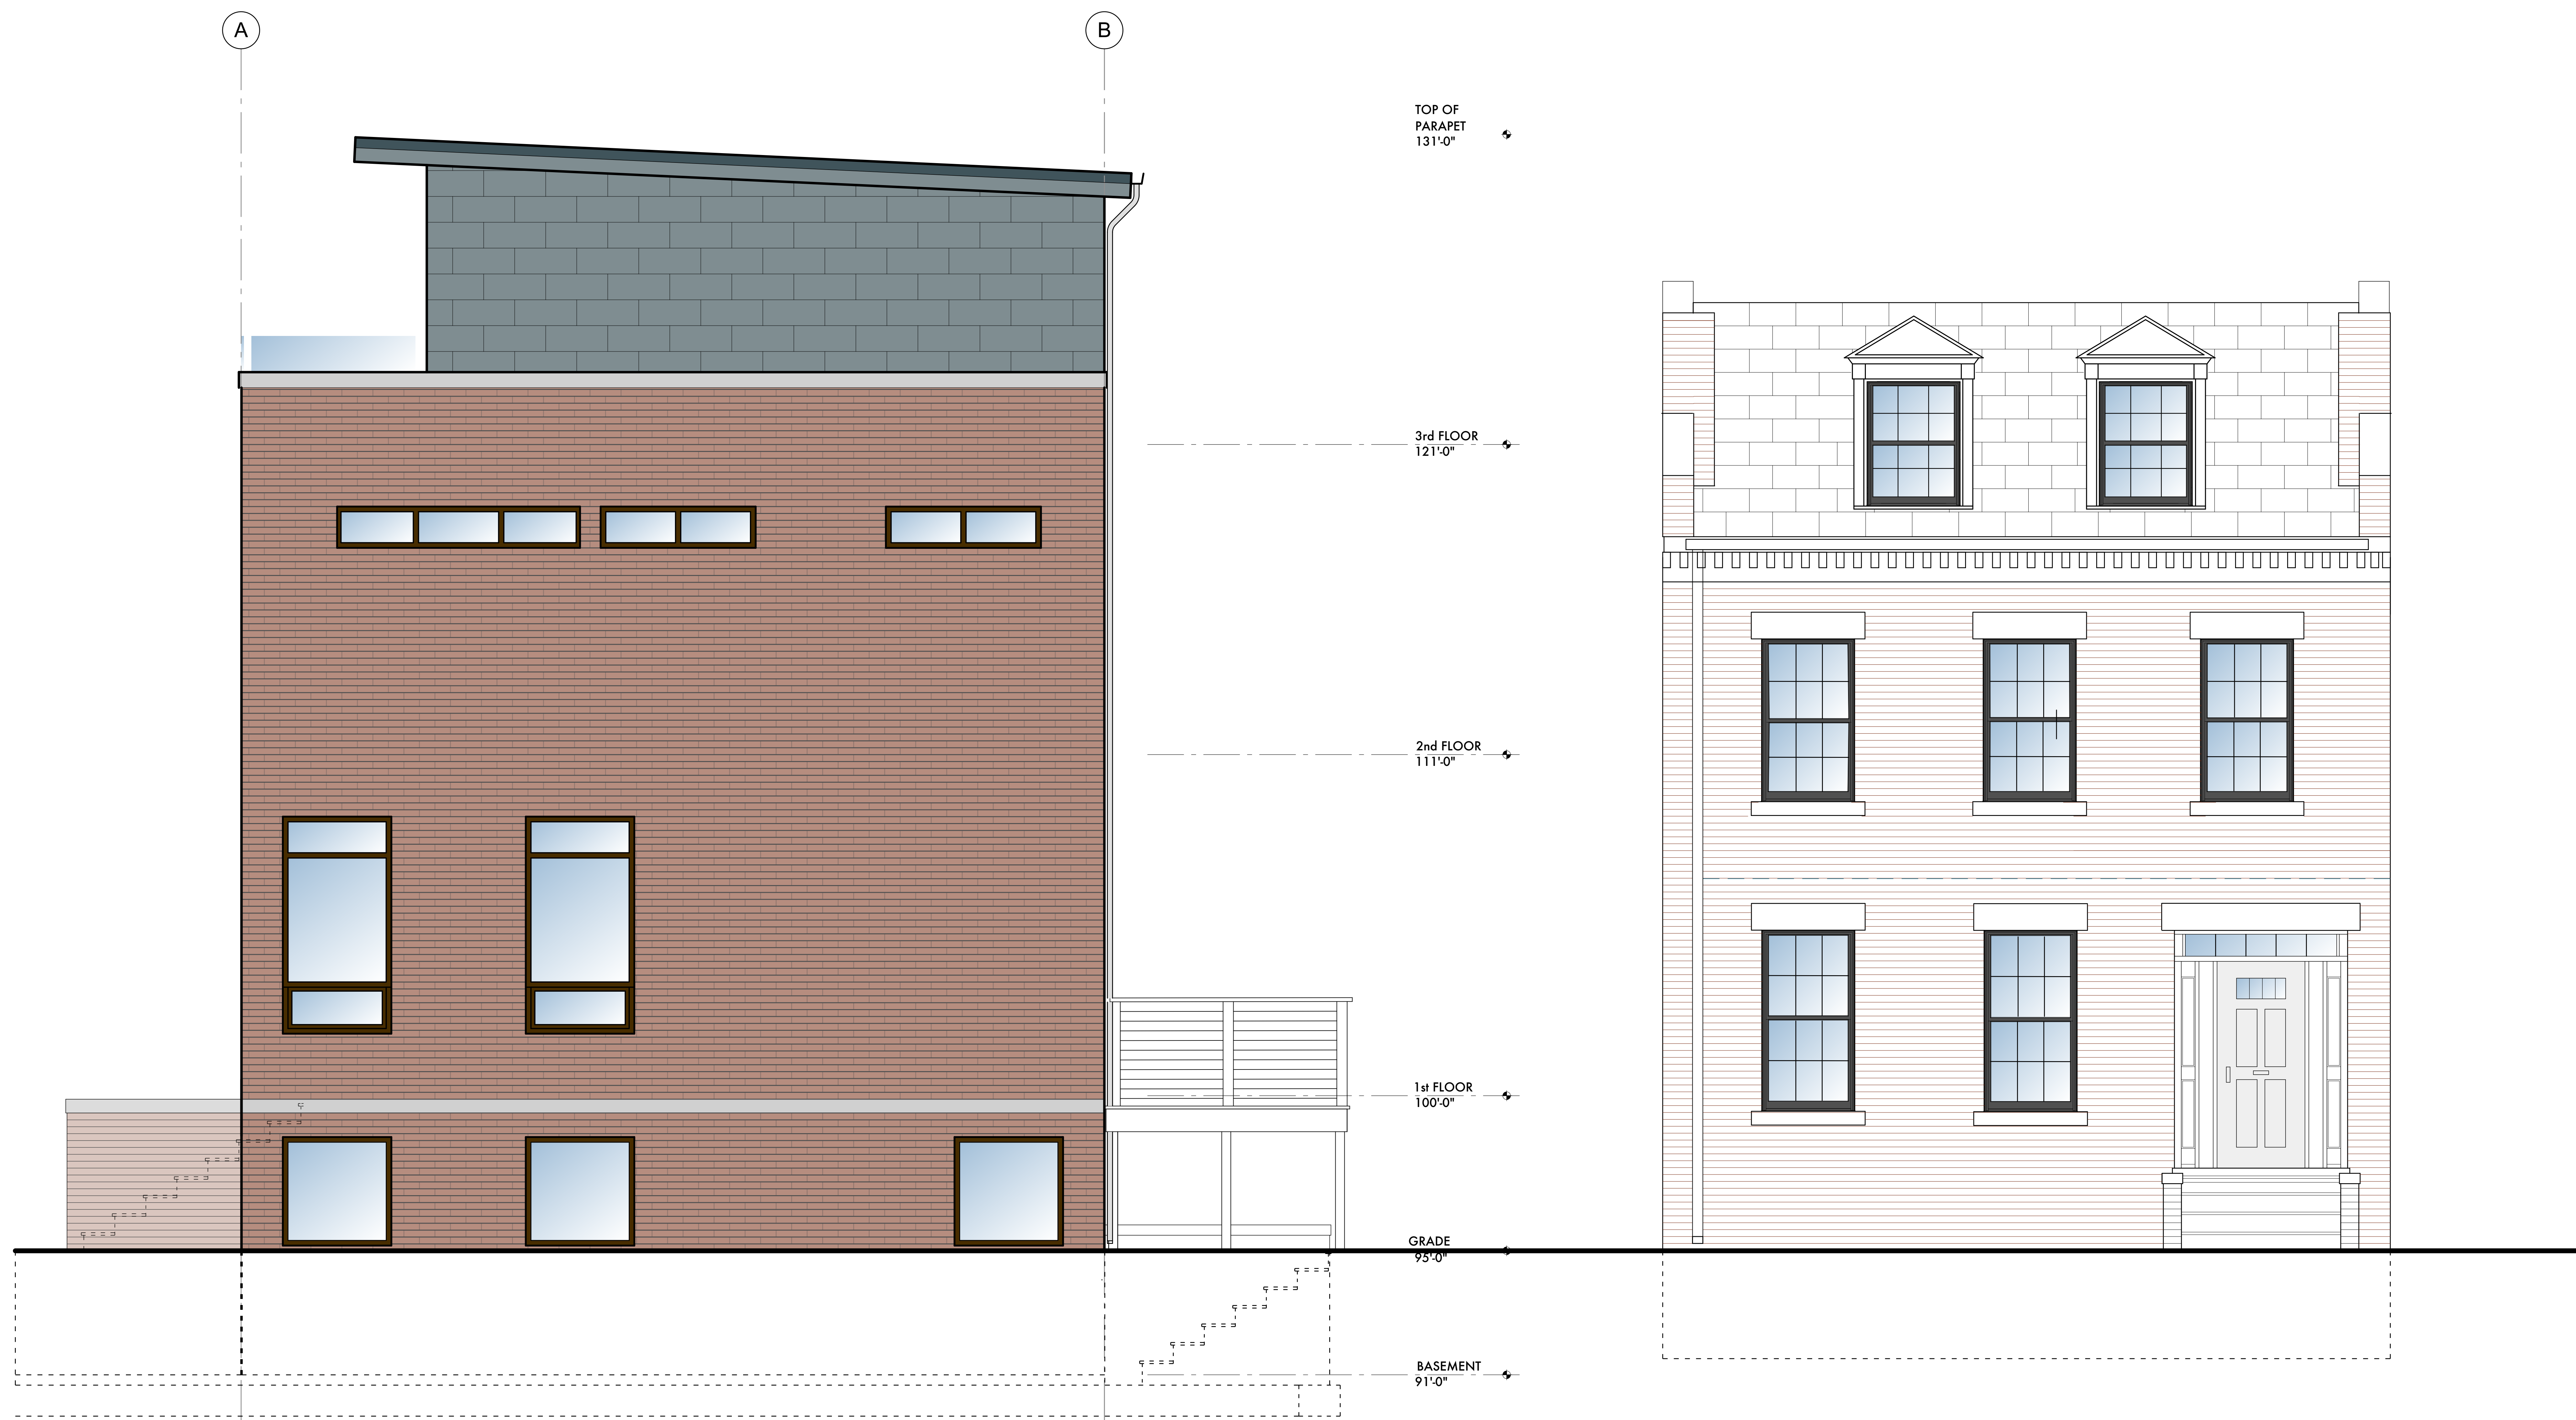 A
B
TOP OF
PARAPET
131'-0"
3rd FLOOR
121'-0"
2nd FLOOR
111'-0"
1st FLOOR
100'-0"
GRADE
95'-0"
BASEMENT
91'-0"